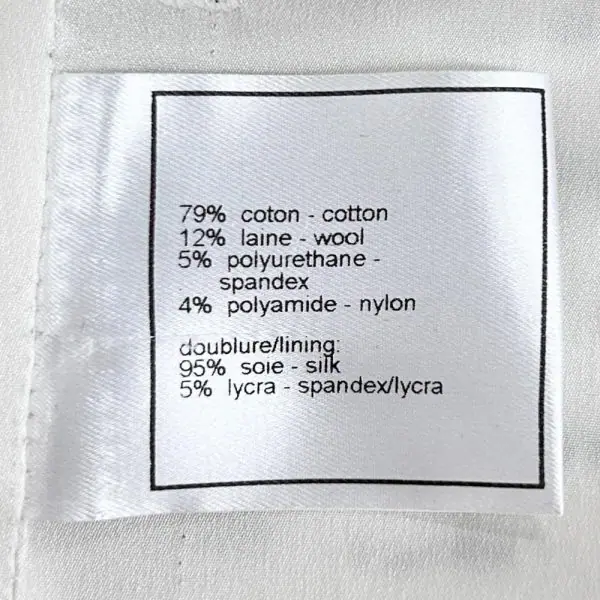 79% coton - cotton
12% laine - wool
5% polyurethane -
spandex
4% polyamide - nylon
doublure/lining:
95% soie - silk
5% lycra - spandex/lycra